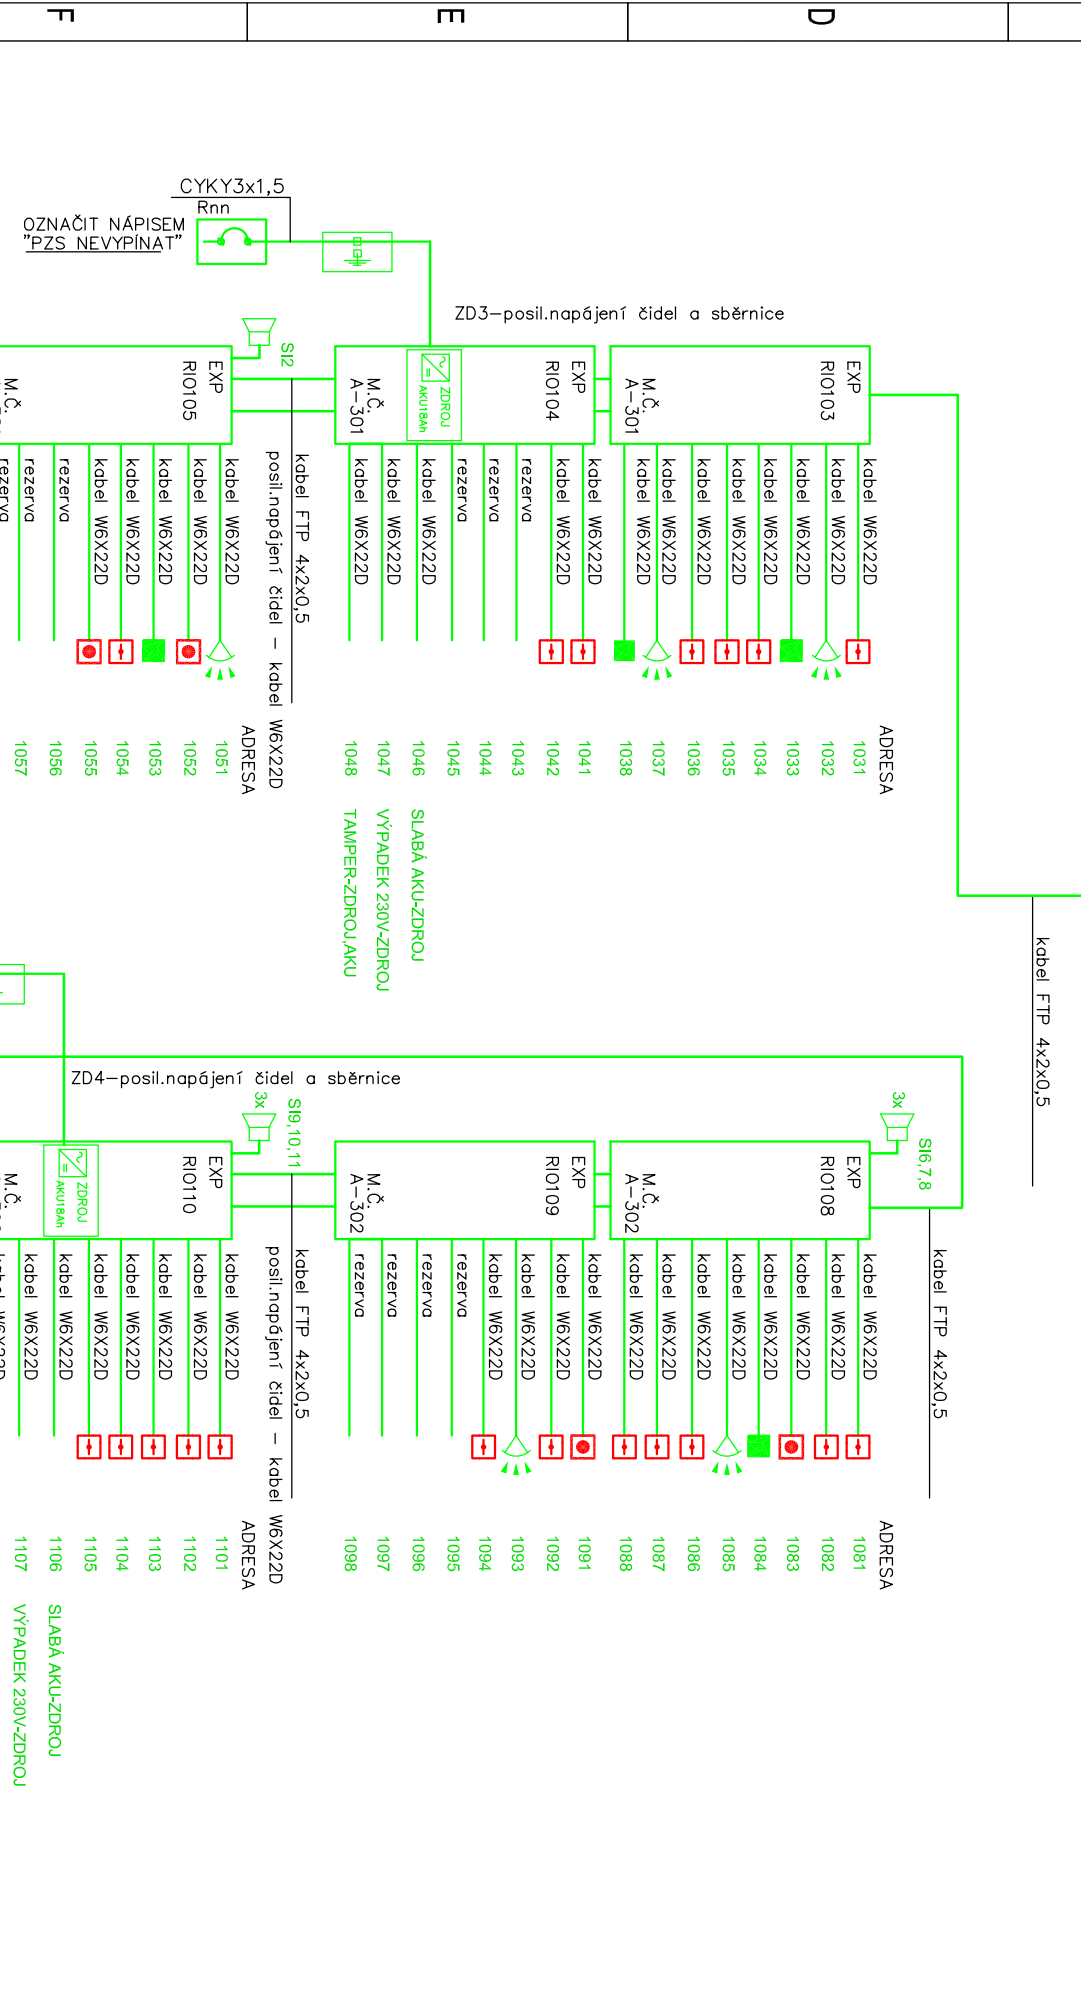 F
E
D
CYKY3x1,5
Rnn
OZNAČIT NÁPISEM
"PZS NEVYPÍNAT"
ZD3-posil.napájení čidel a sběrnice
EXP
RIO103
M.Č.
A-301
kabel W6X22D
kabel W6X22D
kabel W6X22D
kabel W6X22D
kabel W6X22D
kabel W6X22D
kabel W6X22D
kabel W6X22D
ADRESA
1031
1032
1033
1034
1035
1036
1037
1038
EXP
RIO104
ZDROJ
AKU18Ah
M.Č.
A-301
kabel W6X22D
kabel W6X22D
rezerva
rezerva
rezerva
kabel W6X22D
kabel W6X22D
kabel W6X22D
1041
1042
1043
1044
1045
1046 SLABÁ AKU-ZDROJ
1047 VÝPADEK 230V-ZDROJ
1048 TAMPER-ZDROJ,AKU
SI2
kabel FTP 4x2x0,5
posil.napájení čidel - kabel W6X22D
EXP
RIO105
M.Č.
kabel W6X22D
kabel W6X22D
kabel W6X22D
kabel W6X22D
kabel W6X22D
rezerva
rezerva
rezerva
ADRESA
1051
1052
1053
1054
1055
1056
1057
kabel FTP 4x2x0,5
ZD4-posil.napájení čidel a sběrnice
3x
SI6,7,8
kabel FTP 4x2x0,5
EXP
RIO108
M.Č.
A-302
kabel W6X22D
kabel W6X22D
kabel W6X22D
kabel W6X22D
kabel W6X22D
kabel W6X22D
kabel W6X22D
kabel W6X22D
ADRESA
1081
1082
1083
1084
1085
1086
1087
1088
EXP
RIO109
M.Č.
A-302
kabel W6X22D
kabel W6X22D
kabel W6X22D
kabel W6X22D
rezerva
rezerva
rezerva
rezerva
1091
1092
1093
1094
1095
1096
1097
1098
3x
SI9,10,11
kabel FTP 4x2x0,5
posil.napájení čidel - kabel W6X22D
EXP
RIO110
ZDROJ
AKU18Ah
M.Č.
kabel W6X22D
kabel W6X22D
kabel W6X22D
kabel W6X22D
kabel W6X22D
kabel W6X22D
kabel W6X22D
ADRESA
1101
1102
1103
1104
1105
1106 SLABÁ AKU-ZDROJ
1107 VÝPADEK 230V-ZDROJ